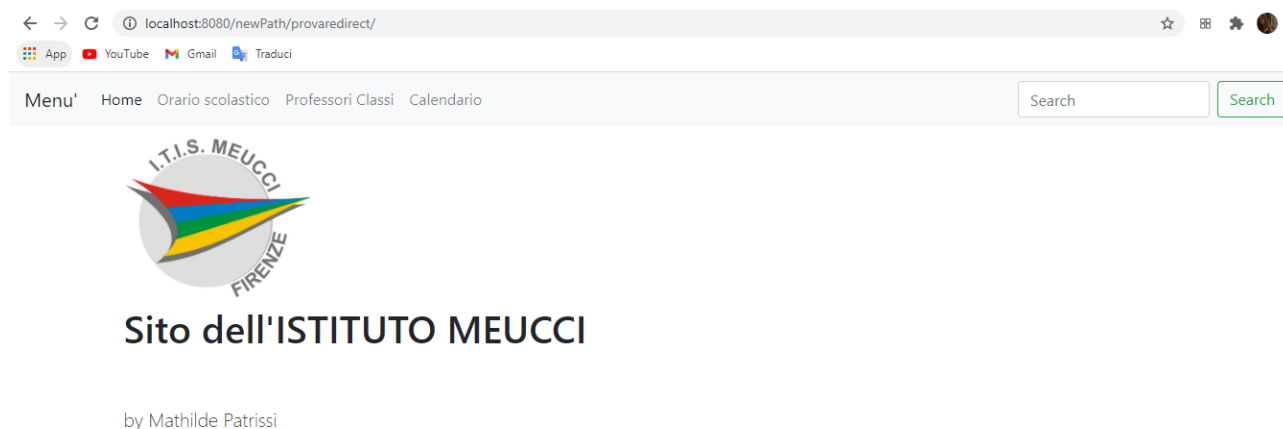 localhost:8080/newPath/provaredirect/
App YouTube Gmail Traduci
Menu' Home Orario scolastico Professori Classi Calendario Search Search
I.T.I.S. MEUCCI
FIRENZE
Sito dell'ISTITUTO MEUCCI
by Mathilde Patrissi